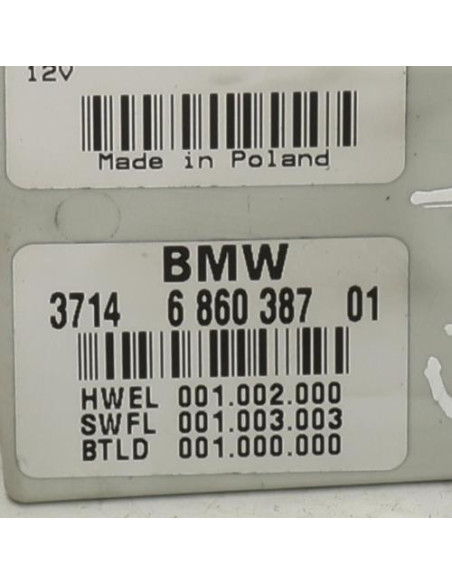 12V
Made in Poland
BMW
3714 6 860 387 01
HWEL 001.002.000
SWFL 001.003.003
BTLD 001.000.000